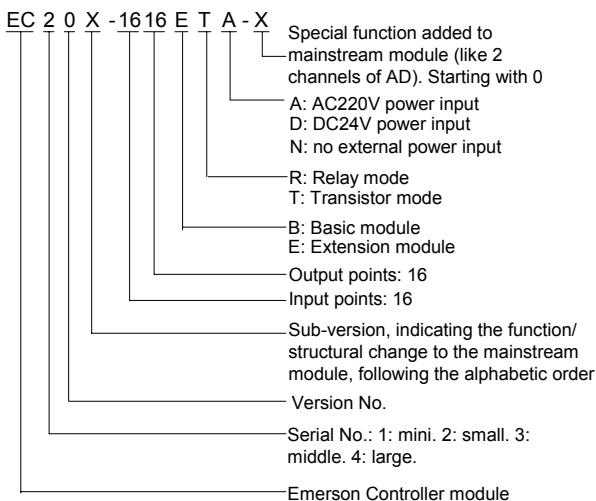 EC 2 0 X - 16 16 E T A - X
Special function added to
mainstream module (like 2
channels of AD). Starting with 0
A: AC220V power input
D: DC24V power input
N: no external power input
R: Relay mode
T: Transistor mode
B: Basic module
E: Extension module
Output points: 16
Input points: 16
Sub-version, indicating the function/
structural change to the mainstream
module, following the alphabetic order
Version No.
Serial No.: 1: mini. 2: small. 3:
middle. 4: large.
Emerson Controller module